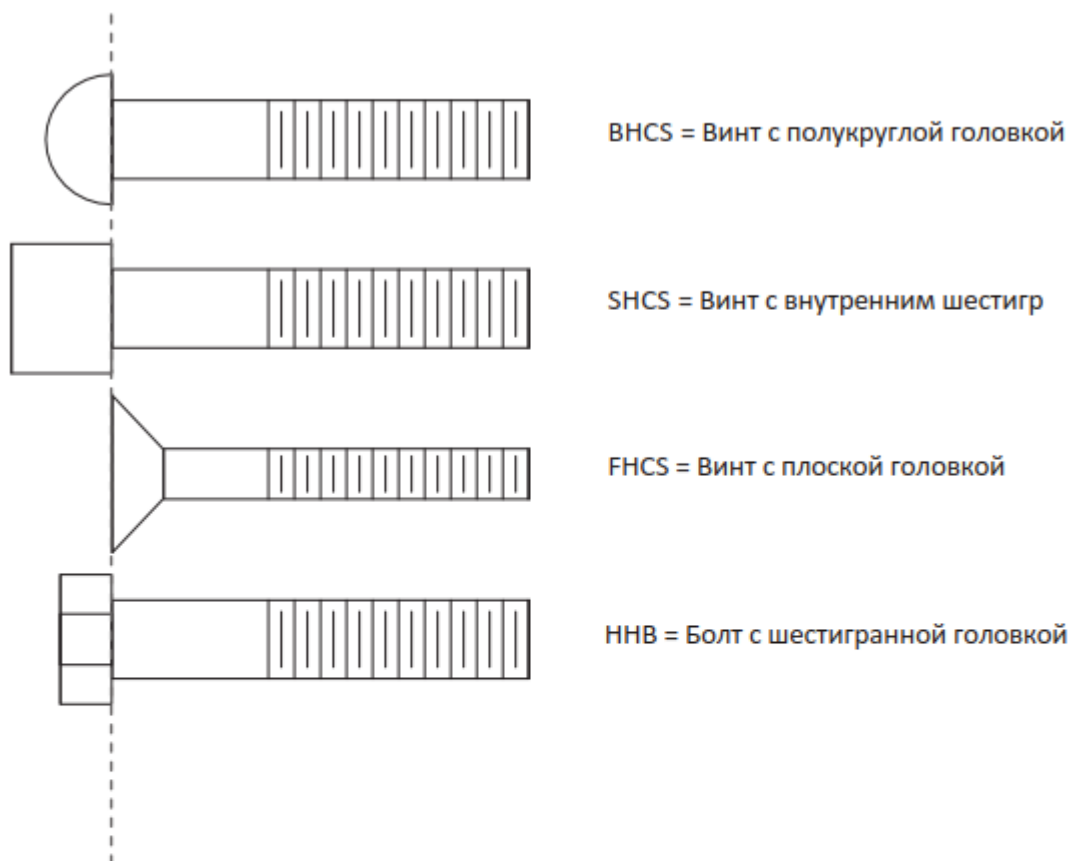 BHCS = Винт с полукруглой головкой
SHCS = Винт с внутренним шестигр
FHCS = Винт с плоской головкой
HHB = Болт с шестигранной головкой